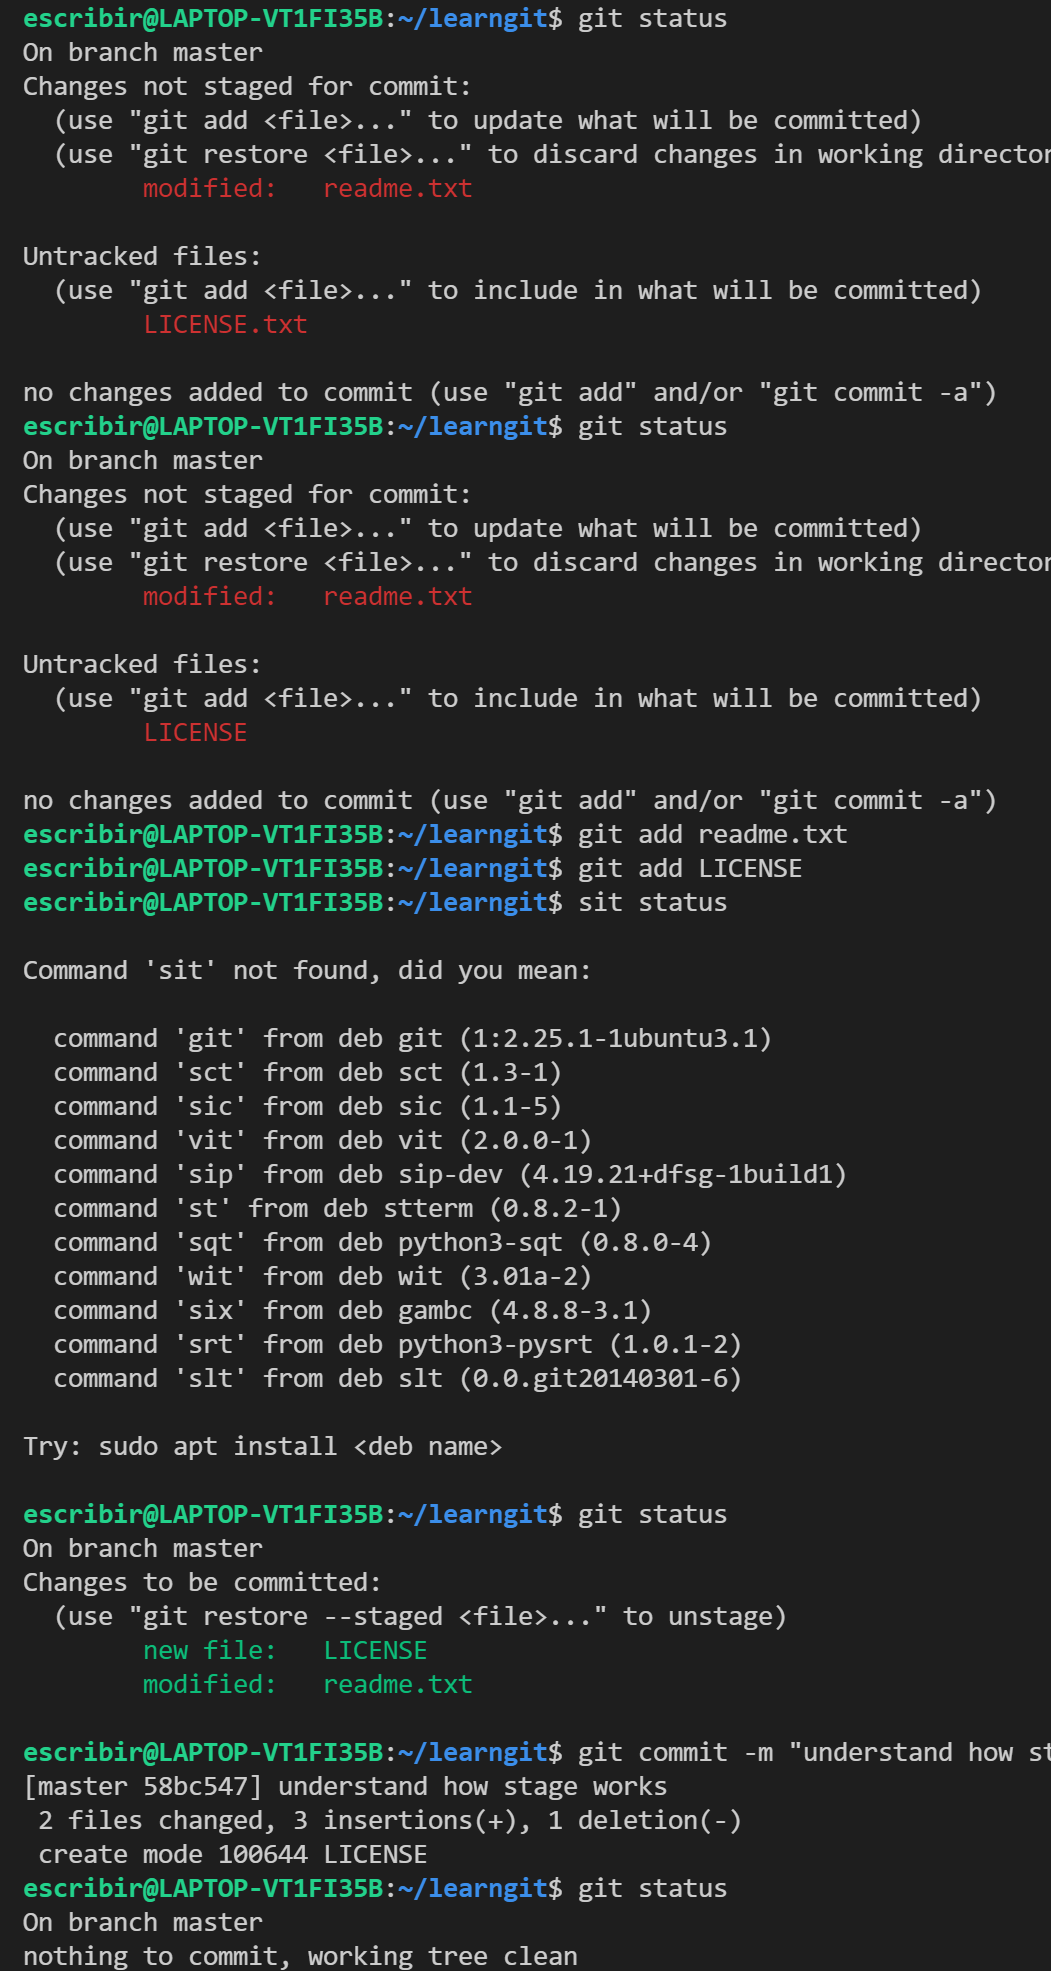 escribir@LAPTOP-VT1FI35B:~/learngit$ git status
On branch master
Changes not staged for commit:
  (use "git add <file>..." to update what will be committed)
  (use "git restore <file>..." to discard changes in working director
        modified:   readme.txt

Untracked files:
  (use "git add <file>..." to include in what will be committed)
        LICENSE.txt

no changes added to commit (use "git add" and/or "git commit -a")
escribir@LAPTOP-VT1FI35B:~/learngit$ git status
On branch master
Changes not staged for commit:
  (use "git add <file>..." to update what will be committed)
  (use "git restore <file>..." to discard changes in working director
        modified:   readme.txt

Untracked files:
  (use "git add <file>..." to include in what will be committed)
        LICENSE

no changes added to commit (use "git add" and/or "git commit -a")
escribir@LAPTOP-VT1FI35B:~/learngit$ git add readme.txt
escribir@LAPTOP-VT1FI35B:~/learngit$ git add LICENSE
escribir@LAPTOP-VT1FI35B:~/learngit$ sit status

Command 'sit' not found, did you mean:

  command 'git' from deb git (1:2.25.1-1ubuntu3.1)
  command 'sct' from deb sct (1.3-1)
  command 'sic' from deb sic (1.1-5)
  command 'vit' from deb vit (2.0.0-1)
  command 'sip' from deb sip-dev (4.19.21+dfsg-1build1)
  command 'st' from deb stterm (0.8.2-1)
  command 'sqt' from deb python3-sqt (0.8.0-4)
  command 'wit' from deb wit (3.01a-2)
  command 'six' from deb gambc (4.8.8-3.1)
  command 'srt' from deb python3-pysrt (1.0.1-2)
  command 'slt' from deb slt (0.0.git20140301-6)

Try: sudo apt install <deb name>

escribir@LAPTOP-VT1FI35B:~/learngit$ git status
On branch master
Changes to be committed:
  (use "git restore --staged <file>..." to unstage)
        new file:   LICENSE
        modified:   readme.txt

escribir@LAPTOP-VT1FI35B:~/learngit$ git commit -m "understand how st
[master 58bc547] understand how stage works
 2 files changed, 3 insertions(+), 1 deletion(-)
 create mode 100644 LICENSE
escribir@LAPTOP-VT1FI35B:~/learngit$ git status
On branch master
nothing to commit, working tree clean